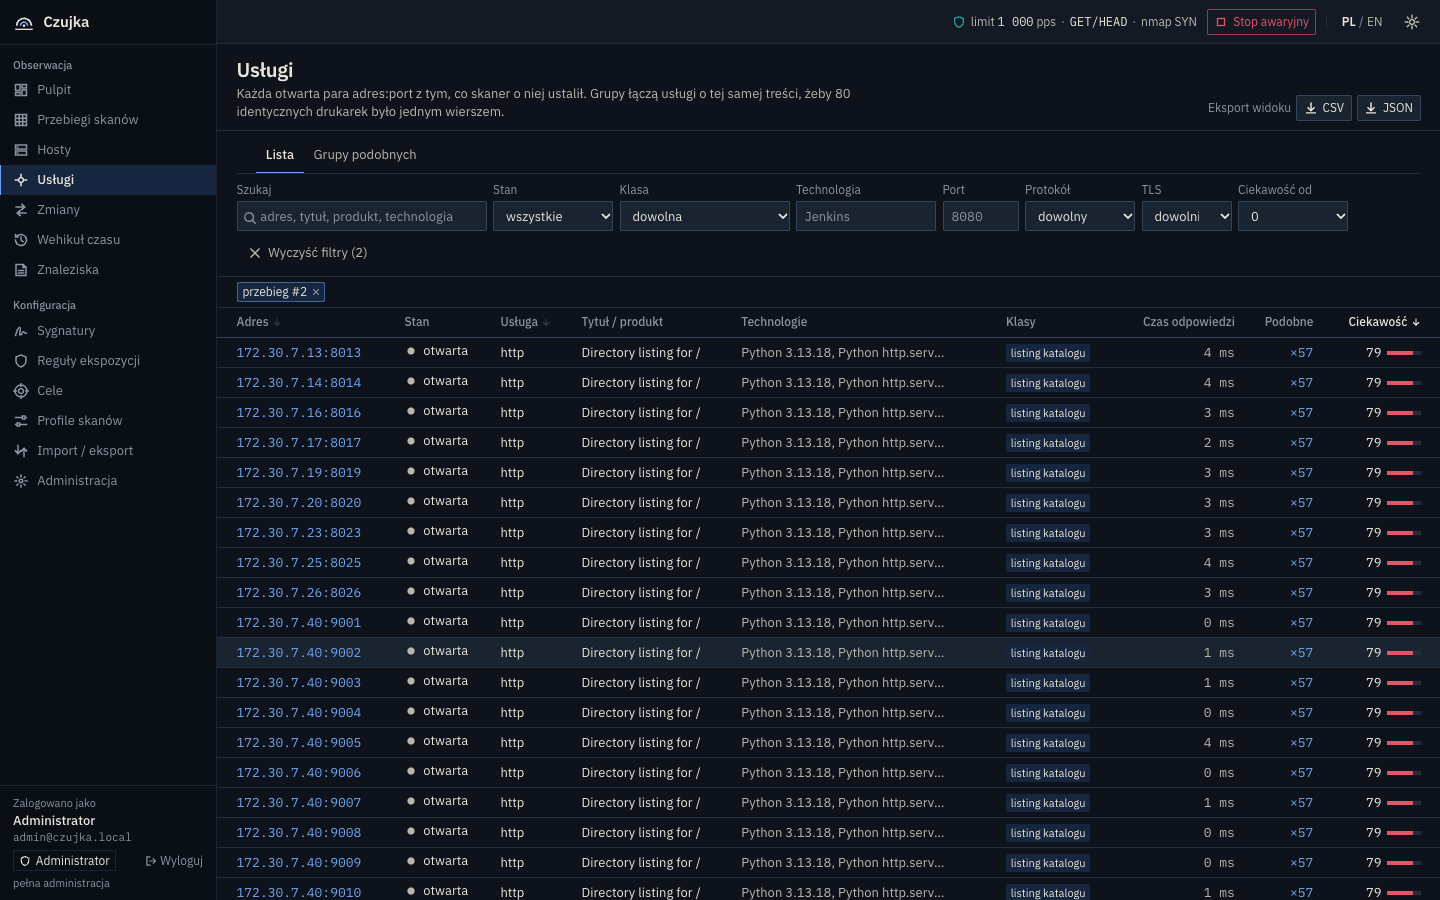 Czujka
limit 1 000 pps · GET/HEAD · nmap SYN
Stop awaryjny
PL / EN
Obserwacja
Pulpit
Przebiegi skanów
Hosty
Usługi
Zmiany
Wehikuł czasu
Znaleziska
Konfiguracja
Sygnatury
Reguły ekspozycji
Cele
Profile skanów
Import / eksport
Administracja
Zalogowano jako
Administrator
admin@czujka.local
Administrator
Wyloguj
pełna administracja
Usługi
Każda otwarta para adres:port z tym, co skaner o niej ustalił. Grupy łączą usługi o tej samej treści, żeby 80
identycznych drukarek było jednym wierszem.
Eksport widoku
CSV
JSON
Lista Grupy podobnych
Szukaj Stan Klasa Technologia Port Protokół TLS Ciekawość od
adres, tytuł, produkt, technologia wszystkie dowolna Jenkins 8080 dowolny dowolni 0
Wyczyść filtry (2)
przebieg #2 ×
Adres ↓ Stan Usługa ↓ Tytuł / produkt Technologie Klasy Czas odpowiedzi Podobne Ciekawość ↓
172.30.7.13:8013 otwarta http Directory listing for / Python 3.13.18, Python http.serv… listing katalogu 4 ms ×57 79
172.30.7.14:8014 otwarta http Directory listing for / Python 3.13.18, Python http.serv… listing katalogu 4 ms ×57 79
172.30.7.16:8016 otwarta http Directory listing for / Python 3.13.18, Python http.serv… listing katalogu 3 ms ×57 79
172.30.7.17:8017 otwarta http Directory listing for / Python 3.13.18, Python http.serv… listing katalogu 2 ms ×57 79
172.30.7.19:8019 otwarta http Directory listing for / Python 3.13.18, Python http.serv… listing katalogu 3 ms ×57 79
172.30.7.20:8020 otwarta http Directory listing for / Python 3.13.18, Python http.serv… listing katalogu 3 ms ×57 79
172.30.7.23:8023 otwarta http Directory listing for / Python 3.13.18, Python http.serv… listing katalogu 3 ms ×57 79
172.30.7.25:8025 otwarta http Directory listing for / Python 3.13.18, Python http.serv… listing katalogu 4 ms ×57 79
172.30.7.26:8026 otwarta http Directory listing for / Python 3.13.18, Python http.serv… listing katalogu 3 ms ×57 79
172.30.7.40:9001 otwarta http Directory listing for / Python 3.13.18, Python http.serv… listing katalogu 0 ms ×57 79
172.30.7.40:9002 otwarta http Directory listing for / Python 3.13.18, Python http.serv… listing katalogu 1 ms ×57 79
172.30.7.40:9003 otwarta http Directory listing for / Python 3.13.18, Python http.serv… listing katalogu 1 ms ×57 79
172.30.7.40:9004 otwarta http Directory listing for / Python 3.13.18, Python http.serv… listing katalogu 0 ms ×57 79
172.30.7.40:9005 otwarta http Directory listing for / Python 3.13.18, Python http.serv… listing katalogu 4 ms ×57 79
172.30.7.40:9006 otwarta http Directory listing for / Python 3.13.18, Python http.serv… listing katalogu 0 ms ×57 79
172.30.7.40:9007 otwarta http Directory listing for / Python 3.13.18, Python http.serv… listing katalogu 1 ms ×57 79
172.30.7.40:9008 otwarta http Directory listing for / Python 3.13.18, Python http.serv… listing katalogu 0 ms ×57 79
172.30.7.40:9009 otwarta http Directory listing for / Python 3.13.18, Python http.serv… listing katalogu 0 ms ×57 79
172.30.7.40:9010 otwarta http Directory listing for / Python 3.13.18, Python http.serv… listing katalogu 1 ms ×57 79